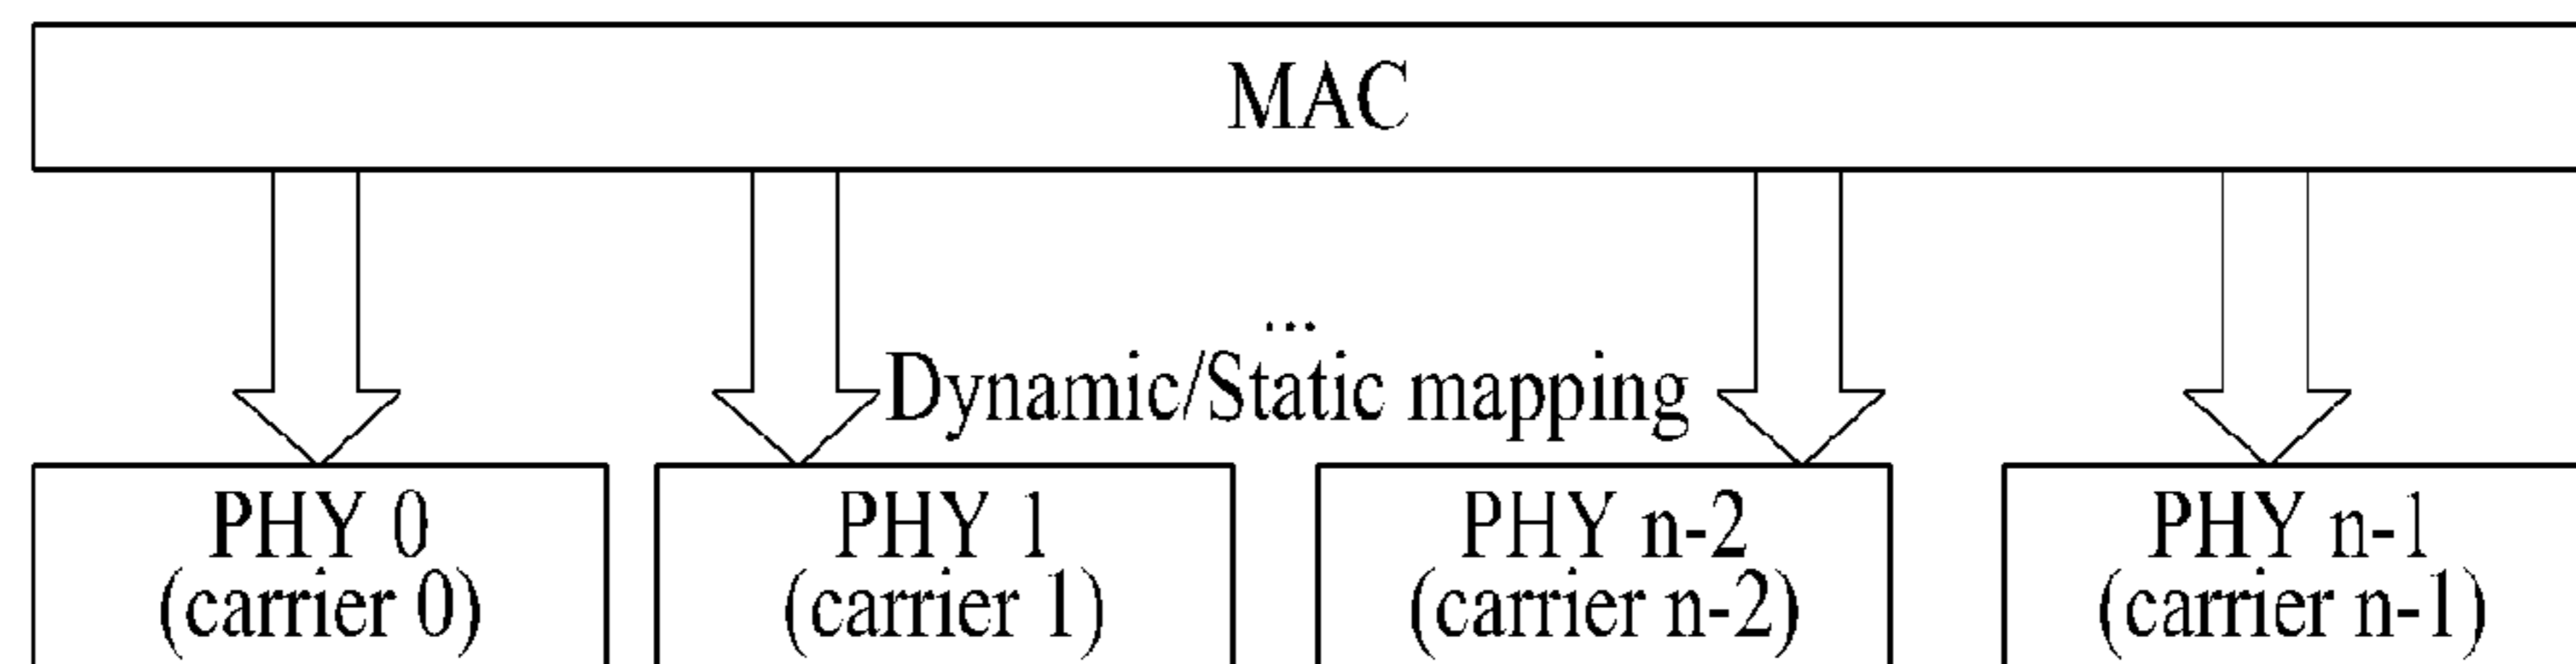 MAC
...
Dynamic/Static mapping
PHY 0
(carrier 0)
PHY 1
(carrier 1)
PHY n-2
(carrier n-2)
PHY n-1
(carrier n-1)